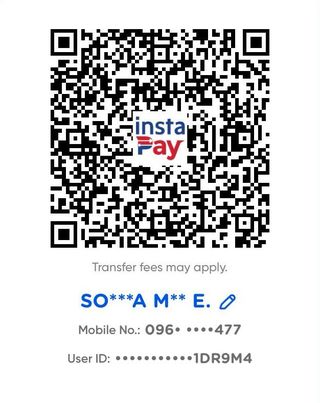 insta
Pay
Transfer fees may apply.
SO***A M** E.
Mobile No.: 096• ••••477
User ID: •••••••••••1DR9M4